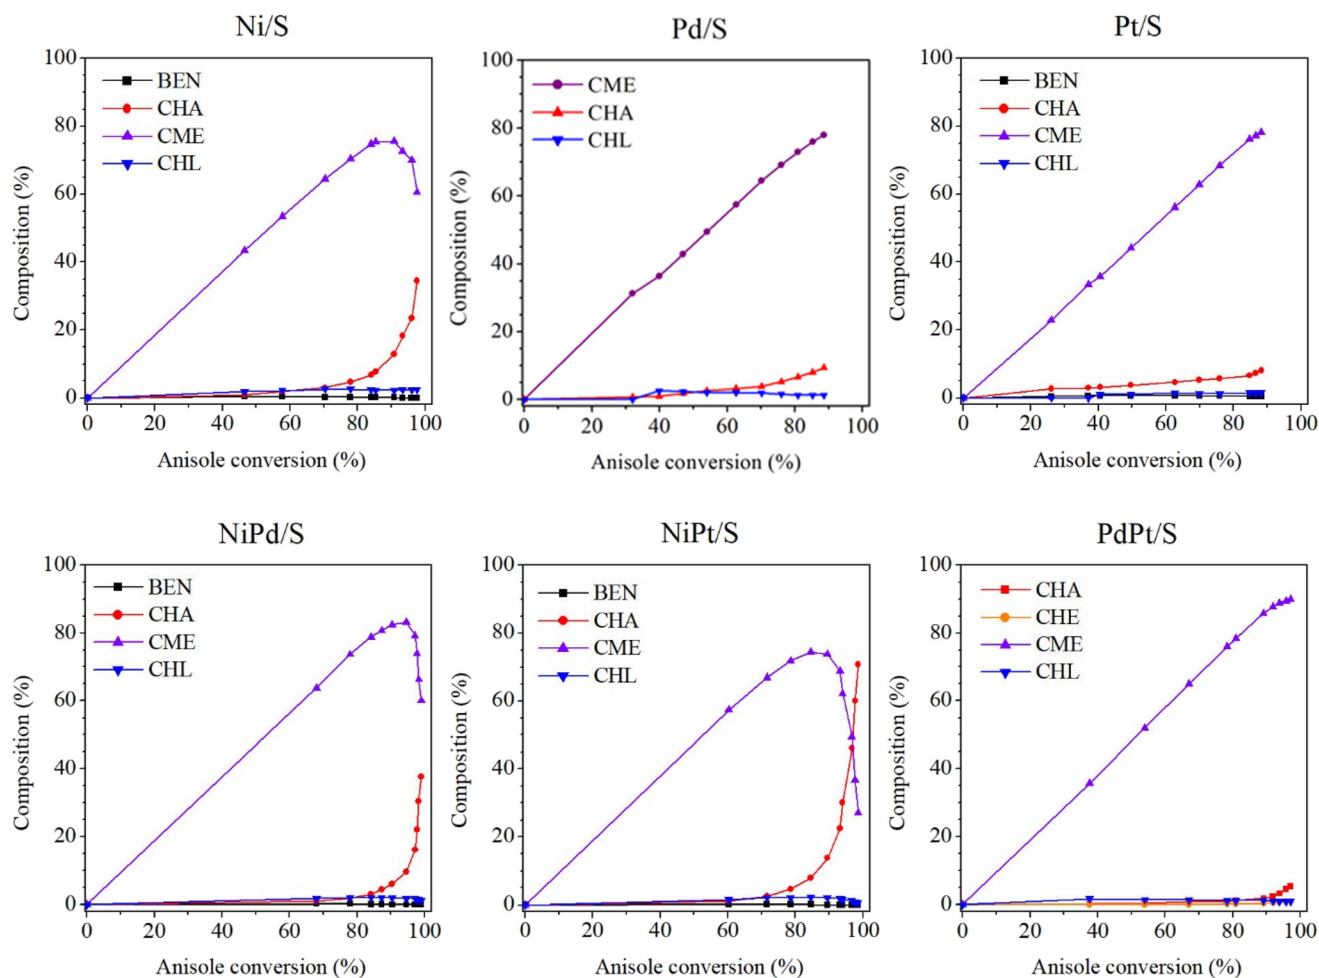 Ni/S
100
80
60
40
20
0
Composition (%)
BEN
CHA
CME
CHL
0 20 40 60 80 100
Anisole conversion (%)
Pd/S
100
80
60
40
20
0
Composition (%)
CME
CHA
CHL
0 20 40 60 80 100
Anisole conversion (%)
Pt/S
100
80
60
40
20
0
Composition (%)
BEN
CHA
CME
CHL
0 20 40 60 80 100
Anisole conversion (%)
NiPd/S
100
80
60
40
20
0
Composition (%)
BEN
CHA
CME
CHL
0 20 40 60 80 100
Anisole conversion (%)
NiPt/S
100
80
60
40
20
0
Composition (%)
BEN
CHA
CME
CHL
0 20 40 60 80 100
Anisole conversion (%)
PdPt/S
100
80
60
40
20
0
Composition (%)
CHA
CHE
CME
CHL
0 20 40 60 80 100
Anisole conversion (%)